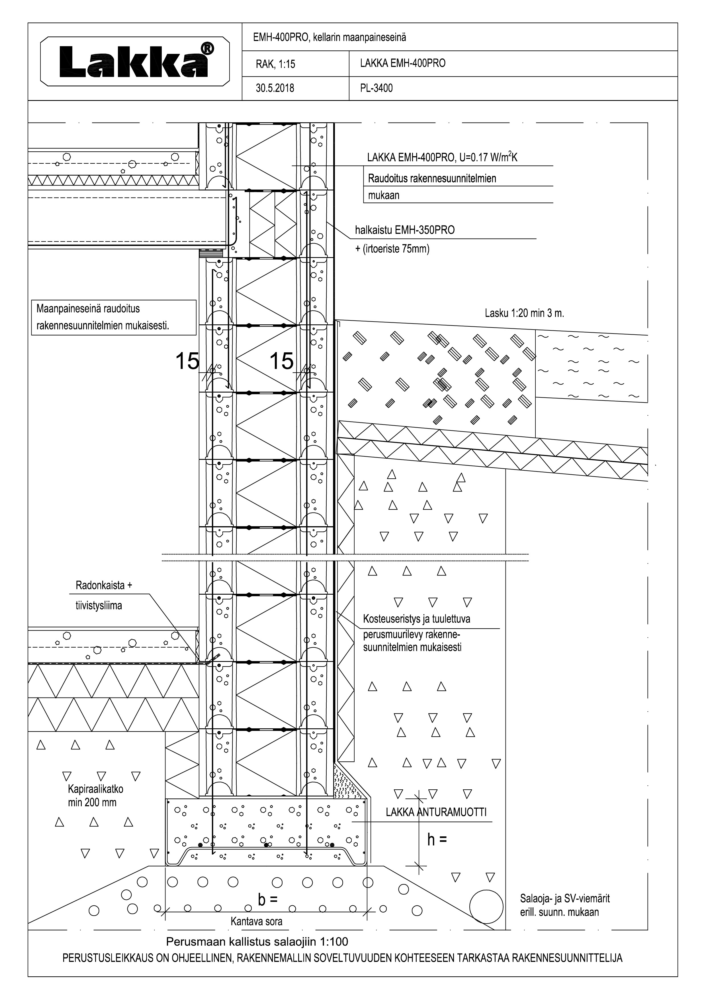 Lakka®
EMH-400PRO, kellarin maanpaineseinä
RAK, 1:15
LAKKA EMH-400PRO
30.5.2018
PL-3400
LAKKA EMH-400PRO, U=0.17 W/m²K
Raudoitus rakennesuunnitelmien
mukaan
halkaistu EMH-350PRO
+ (irtoeriste 75mm)
Maanpaineseinä raudoitus
rakennesuunnitelmien mukaisesti.
Lasku 1:20 min 3 m.
15
15
Radonkaista +
tiivistysliima
Kosteuseristys ja tuulettuva
perusmuurilevy rakenne-
suunnitelmien mukaisesti
Kapiraalikatko
min 200 mm
LAKKA ANTURAMUOTTI
h =
b =
Kantava sora
Salaoja- ja SV-viemärit
erill. suunn. mukaan
Perusmaan kallistus salaojiin 1:100
PERUSTUSLEIKKAUS ON OHJEELLINEN, RAKENNEMALLIN SOVELTUVUUDEN KOHTEESEEN TARKASTAA RAKENNESUUNNITTELIJA